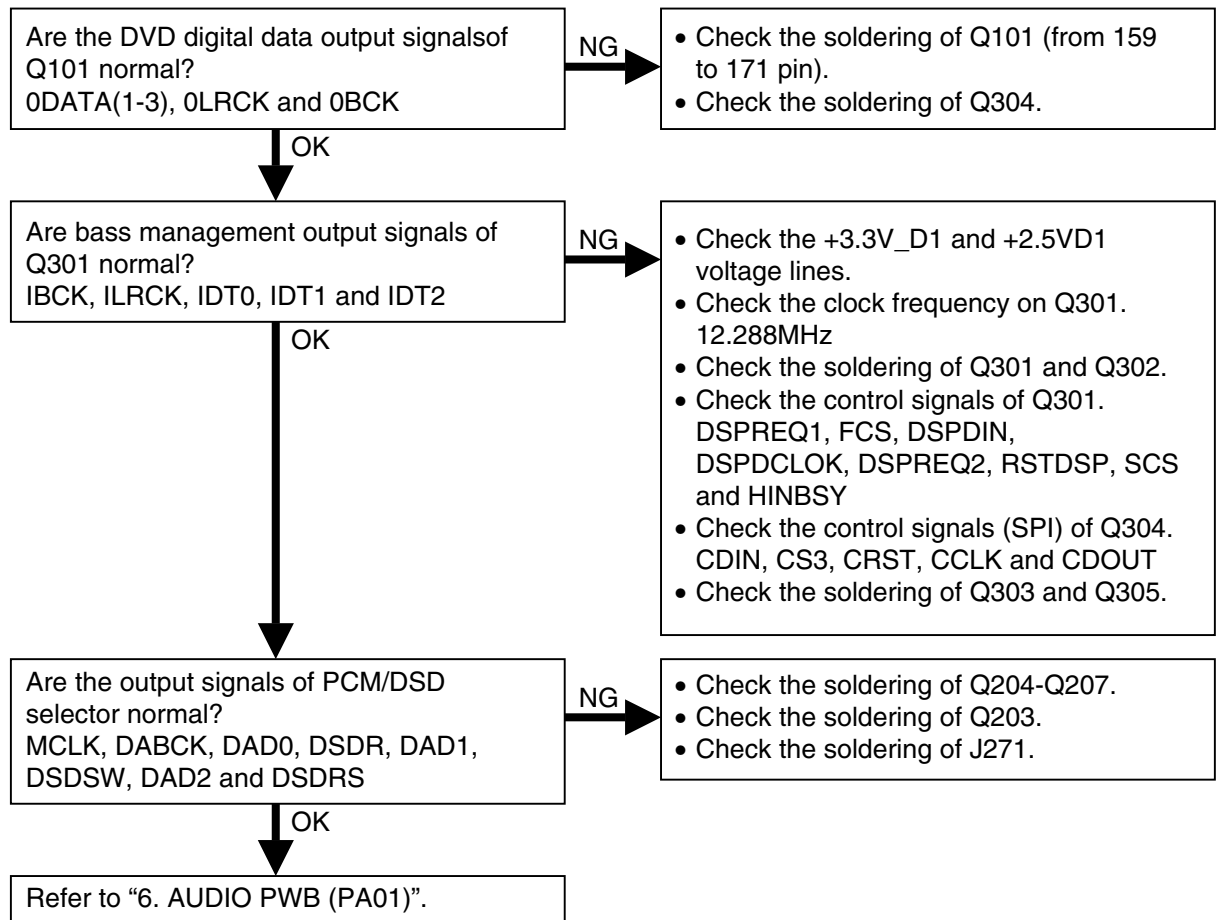 Are the DVD digital data output signalsof
Q101 normal?
0DATA(1-3), 0LRCK and 0BCK
NG
• Check the soldering of Q101 (from 159
to 171 pin).
• Check the soldering of Q304.
OK
Are bass management output signals of
Q301 normal?
IBCK, ILRCK, IDT0, IDT1 and IDT2
NG
• Check the +3.3V_D1 and +2.5VD1
voltage lines.
• Check the clock frequency on Q301.
12.288MHz
• Check the soldering of Q301 and Q302.
• Check the control signals of Q301.
DSPREQ1, FCS, DSPDIN,
DSPDCLOK, DSPREQ2, RSTDSP, SCS
and HINBSY
• Check the control signals (SPI) of Q304.
CDIN, CS3, CRST, CCLK and CDOUT
• Check the soldering of Q303 and Q305.
OK
Are the output signals of PCM/DSD
selector normal?
MCLK, DABCK, DAD0, DSDR, DAD1,
DSDSW, DAD2 and DSDRS
NG
• Check the soldering of Q204-Q207.
• Check the soldering of Q203.
• Check the soldering of J271.
OK
Refer to “6. AUDIO PWB (PA01)”.